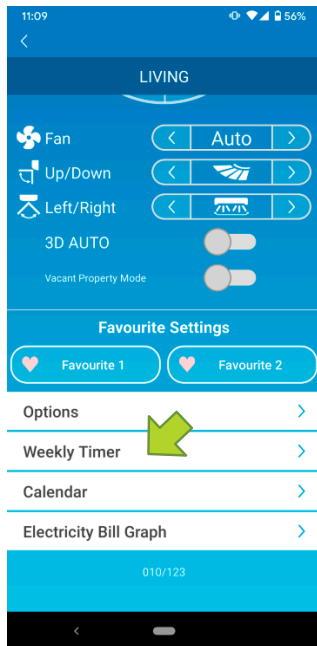 11:09 56%
LIVING
Fan Auto
Up/Down
Left/Right
3D AUTO
Vacant Property Mode
Favourite Settings
Favourite 1 Favourite 2
Options
Weekly Timer
Calendar
Electricity Bill Graph
010/123